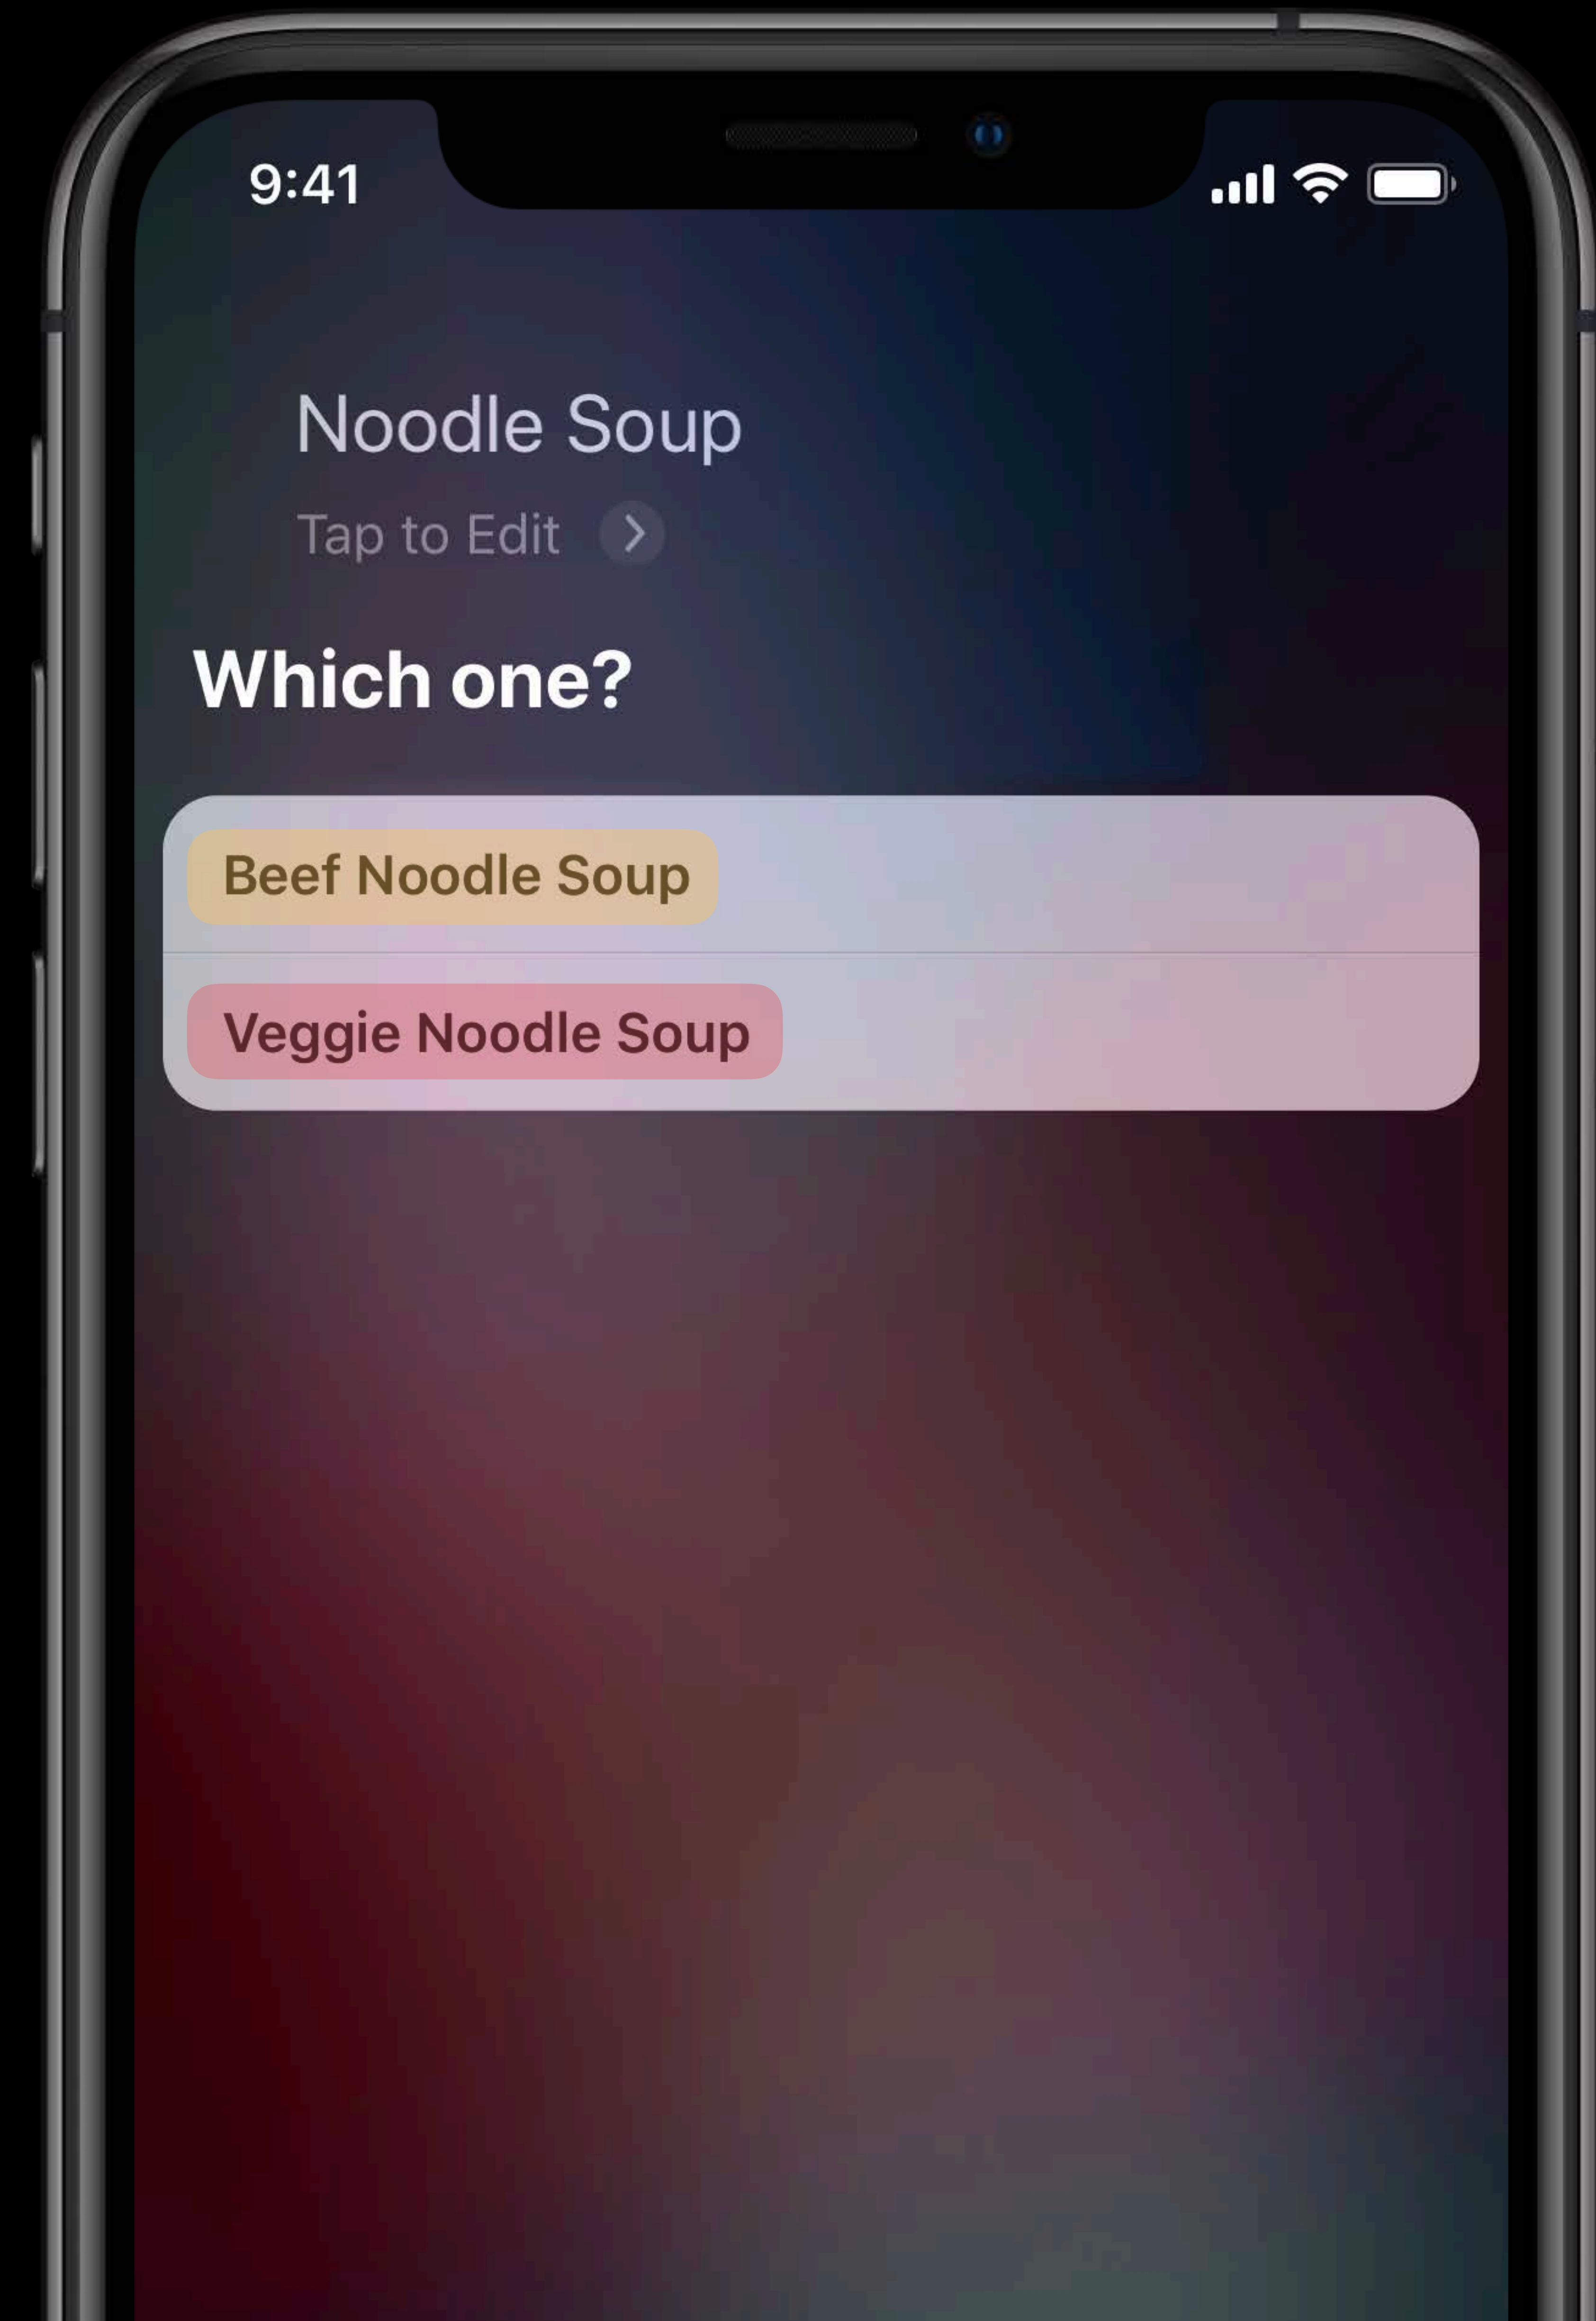 9:41
Noodle Soup
Tap to Edit
Which one?
Beef Noodle Soup
Veggie Noodle Soup